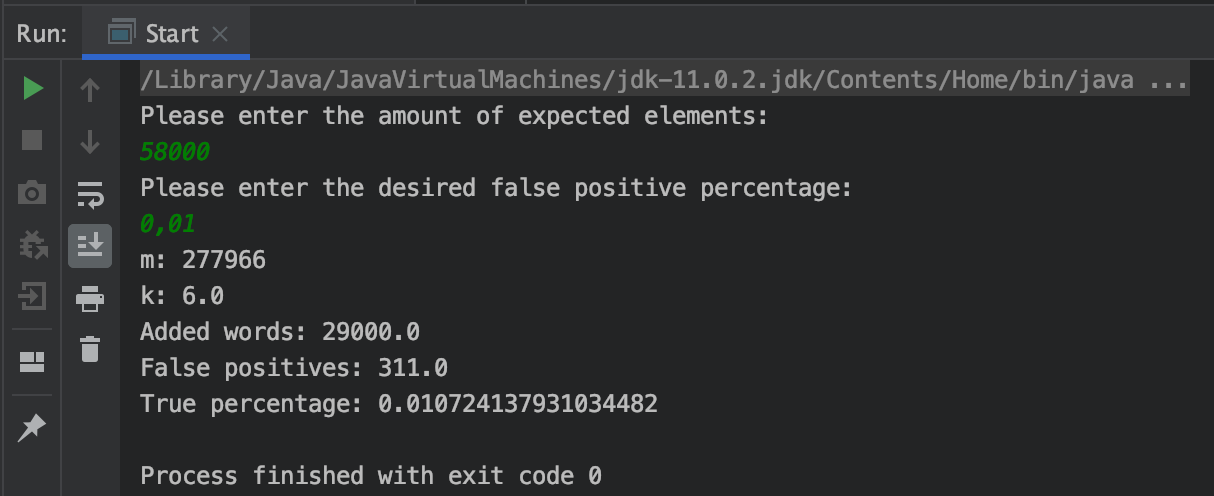 Run: Start
/Library/Java/JavaVirtualMachines/jdk-11.0.2.jdk/Contents/Home/bin/java ...
Please enter the amount of expected elements:
58000
Please enter the desired false positive percentage:
0,01
m: 277966
k: 6.0
Added words: 29000.0
False positives: 311.0
True percentage: 0.010724137931034482
Process finished with exit code 0